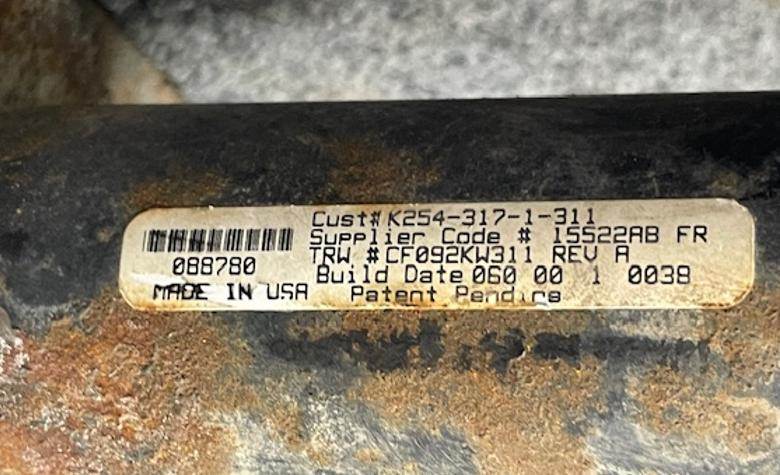 Cust# K254-317-1-311
Supplier Code # 15522AB FR
TRW # CF092KW311 REV A
088780
Build Date 060 00 1 0038
MADE IN USA Patent Pending